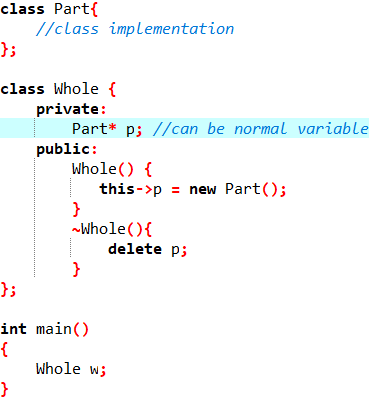 class Part{
    //class implementation
};

class Whole {
    private:
        Part* p; //can be normal variable
    public:
        Whole() {
           this->p = new Part();
        }
        ~Whole(){
            delete p;
        }
};

int main()
{
    Whole w;
}